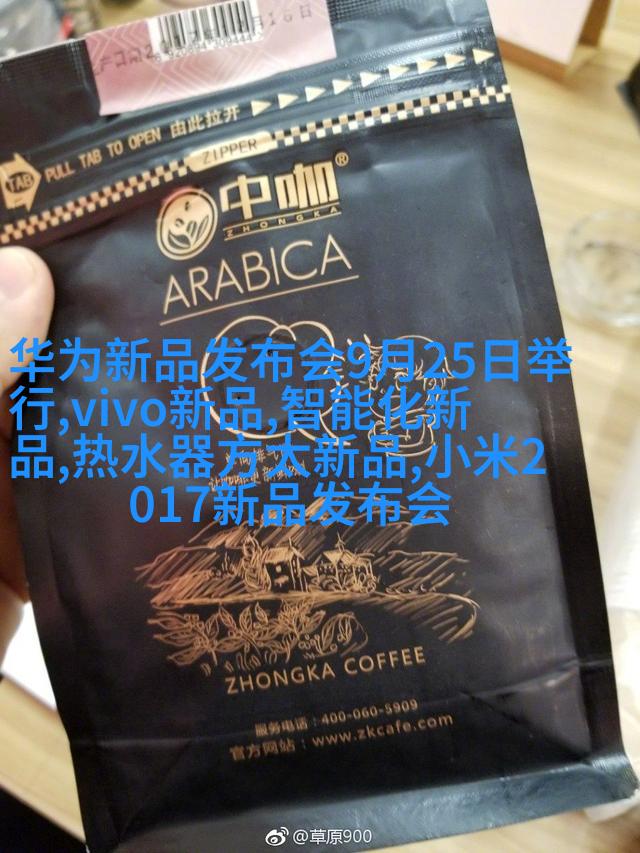 PULL TAB TO OPEN 由此拉开
TAB
ZIPPER
中咖®
ZHONGKA
ARABICA
华为新品发布会9月25日举
行,vivo新品,智能化新
品,热水器方太新品,小米2
017新品发布会
ZHONGKA COFFEE
服务电话:400-060-5909
官方网站:www.zkcafe.com
@草原900